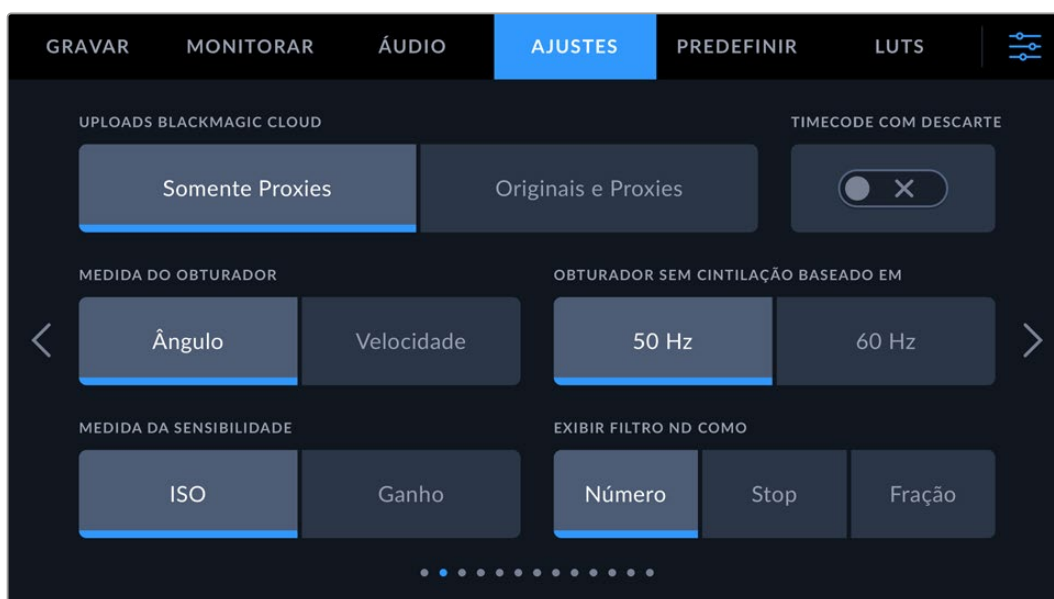 GRAVAR MONITORAR ÁUDIO AJUSTES PREDEFINIR LUTS
UPLOADS BLACKMAGIC CLOUD TIMECODE COM DESCARTE
Somente Proxies Originais e Proxies
MEDIDA DO OBTURADOR OBTURADOR SEM CINTILAÇÃO BASEADO EM
Ângulo Velocidade 50 Hz 60 Hz
MEDIDA DA SENSIBILIDADE EXIBIR FILTRO ND COMO
ISO Ganho Número Stop Fração